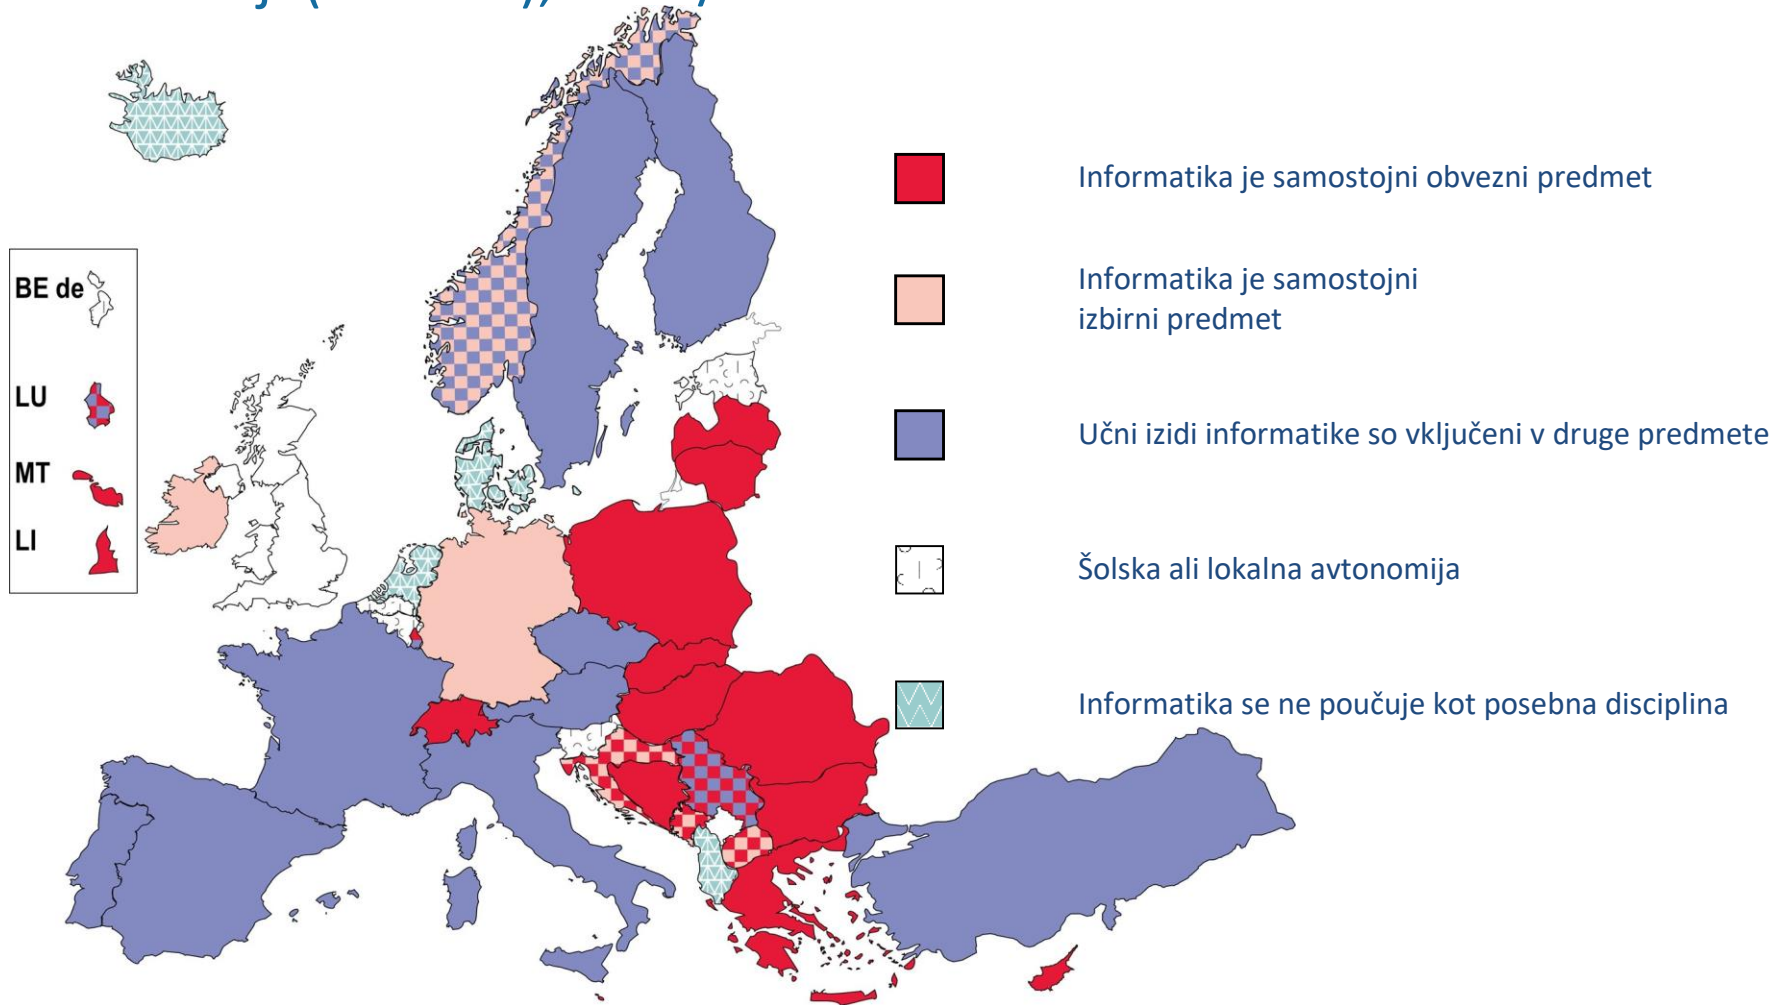 BE de
LU
MT
LI
Informatika je samostojni obvezni predmet
Informatika je samostojni
izbirni predmet
Učni izidi informatike so vključeni v druge predmete
Šolska ali lokalna avtonomija
Informatika se ne poučuje kot posebna disciplina